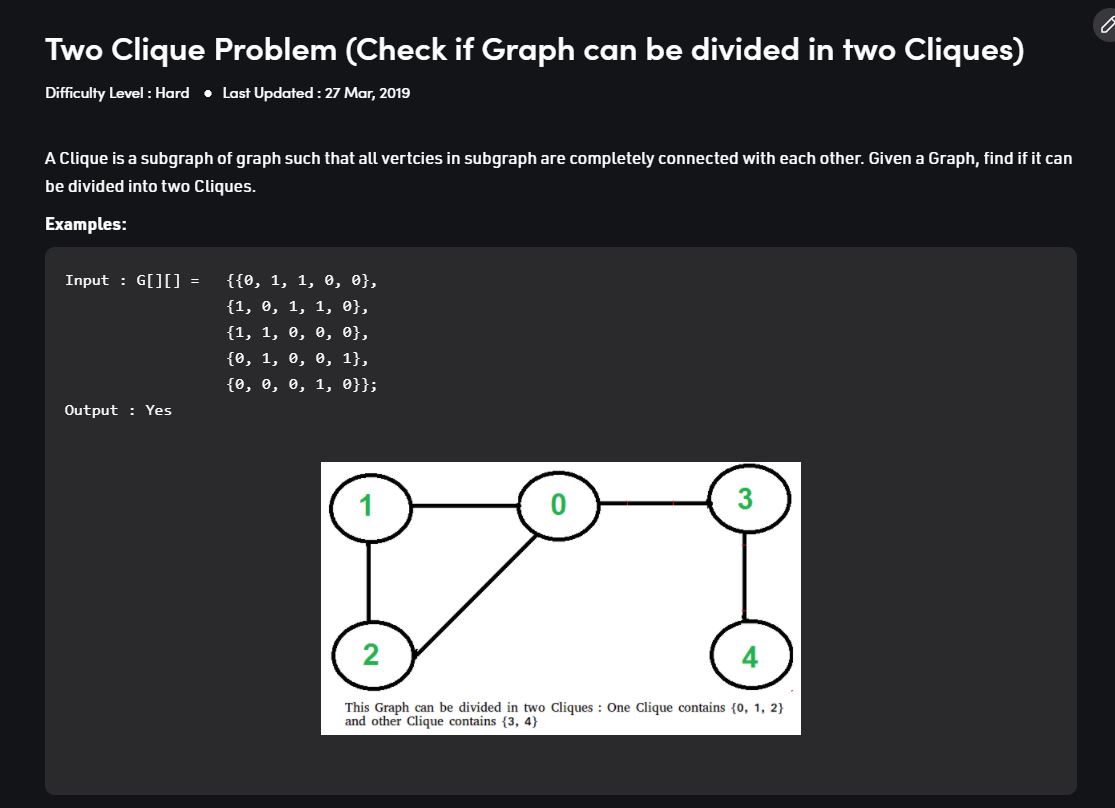 Two Clique Problem (Check if Graph can be divided in two Cliques)
Difficulty Level : Hard • Last Updated : 27 Mar, 2019
A Clique is a subgraph of graph such that all vertcies in subgraph are completely connected with each other. Given a Graph, find if it can
be divided into two Cliques.
Examples:
Input : G[][] = {{0, 1, 1, 0, 0},
{1, 0, 1, 1, 0},
{1, 1, 0, 0, 0},
{0, 1, 0, 0, 1},
{0, 0, 0, 1, 0}};
Output : Yes
1 0 3
2 4
This Graph can be divided in two Cliques : One Clique contains {0, 1, 2}
and other Clique contains {3, 4}